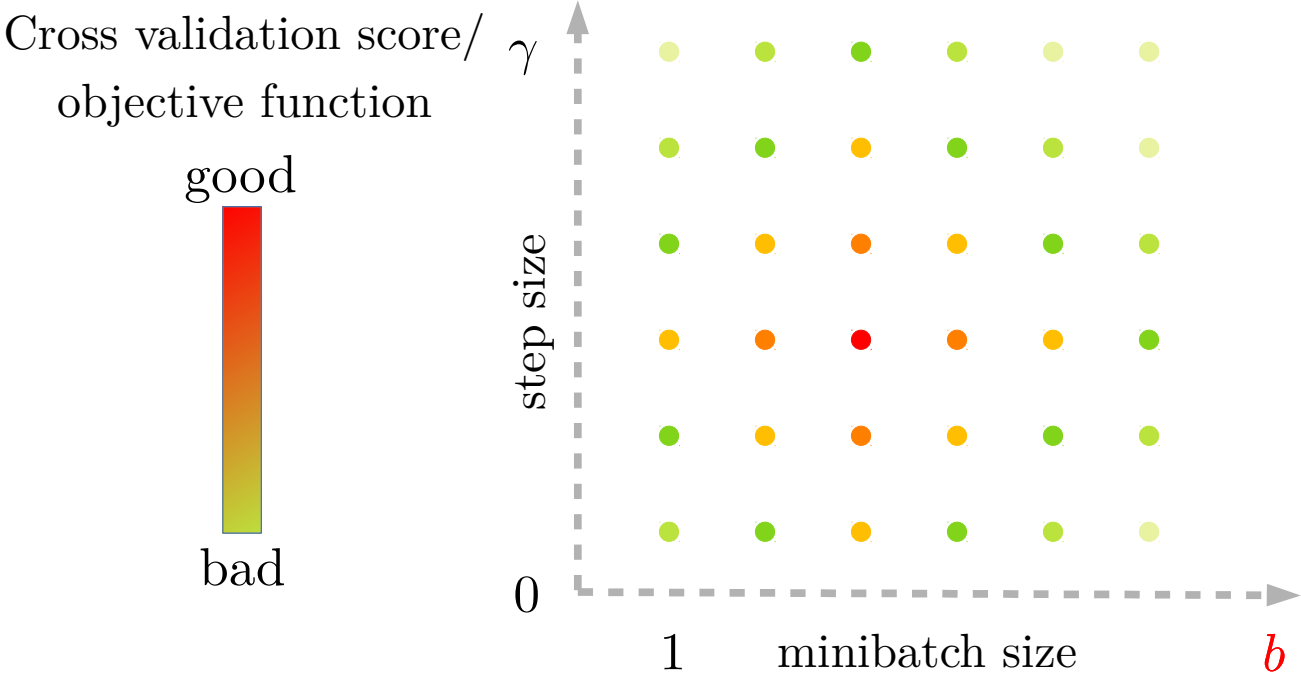 Cross validation score/
objective function
good
bad
γ
step size
0
1
minibatch size
b